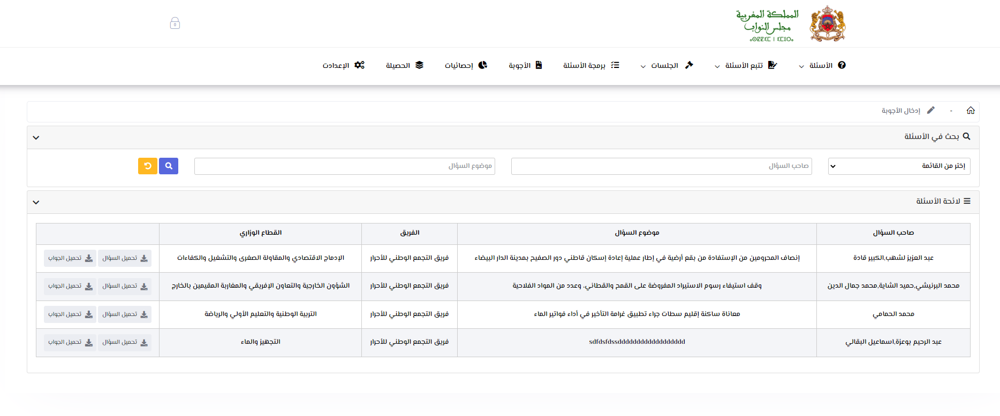 المملكة المغربية
مجلس النواب
0
الأسئلة
تتبع الأسئلة
الجلسات
برمجة الأسئلة
الأجوبة
إحصائيات
الحصيلة
الإعدادت
- إدخال الأجوبة
بحث في الأسئلة
إختر من القائمة
صاحب السؤال
موضوع السؤال
لائحة الأسئلة
صاحب السؤال موضوع السؤال الفريق القطاع الوزاري
عبد العزيز لشهب,الكبير قادة إنصاف المحرومين من الإستفادة من بقع أرضية في إطار عملية إعادة إسكان قاطني دور الصفيح بمدينة الدار البيضاء فريق التجمع الوطني للأحرار الإدماج الاقتصادي والمقاولة الصغرى والتشغيل والكفاءات تحميل السؤال تحميل الجواب
محمد البرنيشي,حميد الشاية,محمد جمال الدين وقف استيفاء رسوم الاستيراد المفروضة على القمح والقطاني، وعدد من المواد الفلاحية فريق التجمع الوطني للأحرار الشؤون الخارجية والتعاون الإفريقي والمغاربة المقيمين بالخارج تحميل السؤال تحميل الجواب
محمد الحمامي معاناة ساكنة إقليم سطات جراء تطبيق غرامة التأخير في أداء فواتير الماء فريق التجمع الوطني للأحرار التربية الوطنية والتعليم الأولي والرياضة تحميل السؤال تحميل الجواب
عبد الرحيم بوعزة,اسماعيل البقالي sdfdsfdssdddddddddddddddddd فريق التجمع الوطني للأحرار التجهيز والماء تحميل السؤال تحميل الجواب